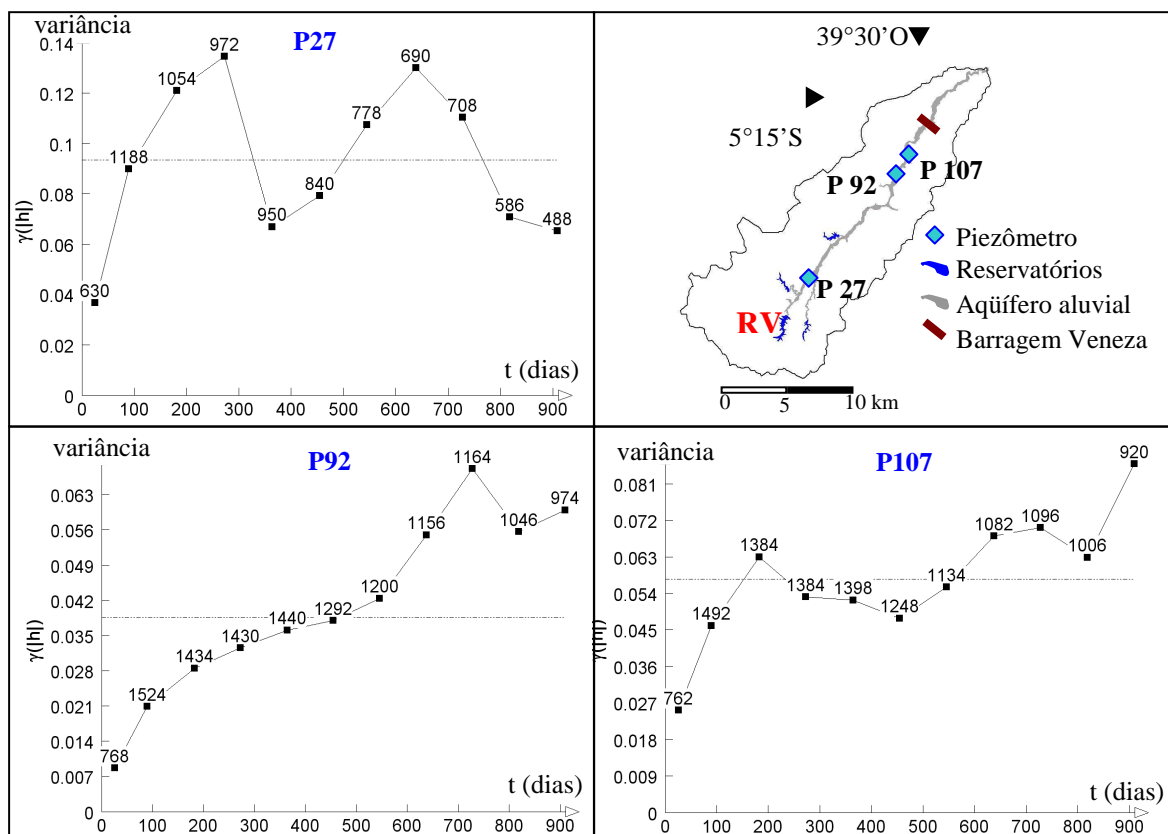 variância
P27
0.14
0.12
0.1
0.08
0.06
0.04
0.02
0
γ(|h|)
630
1188
1054
972
950
840
778
690
708
586
488
t (dias)
0 100 200 300 400 500 600 700 800 900
39°30’O
5°15’S
P 107
P 92
P 27
RV
Piezômetro
Reservatórios
Aqüífero aluvial
Barragem Veneza
0 5 10 km
variância
P92
0.063
0.056
0.049
0.042
0.035
0.028
0.021
0.014
0.007
0
γ(|h|)
768
1524
1434
1430
1440
1292
1200
1156
1164
1046
974
t (dias)
0 100 200 300 400 500 600 700 800 900
variância
P107
0.081
0.072
0.063
0.054
0.045
0.036
0.027
0.018
0.009
0
γ(|h|)
762
1492
1384
1384
1398
1248
1134
1082
1096
1006
920
t (dias)
0 100 200 300 400 500 600 700 800 900